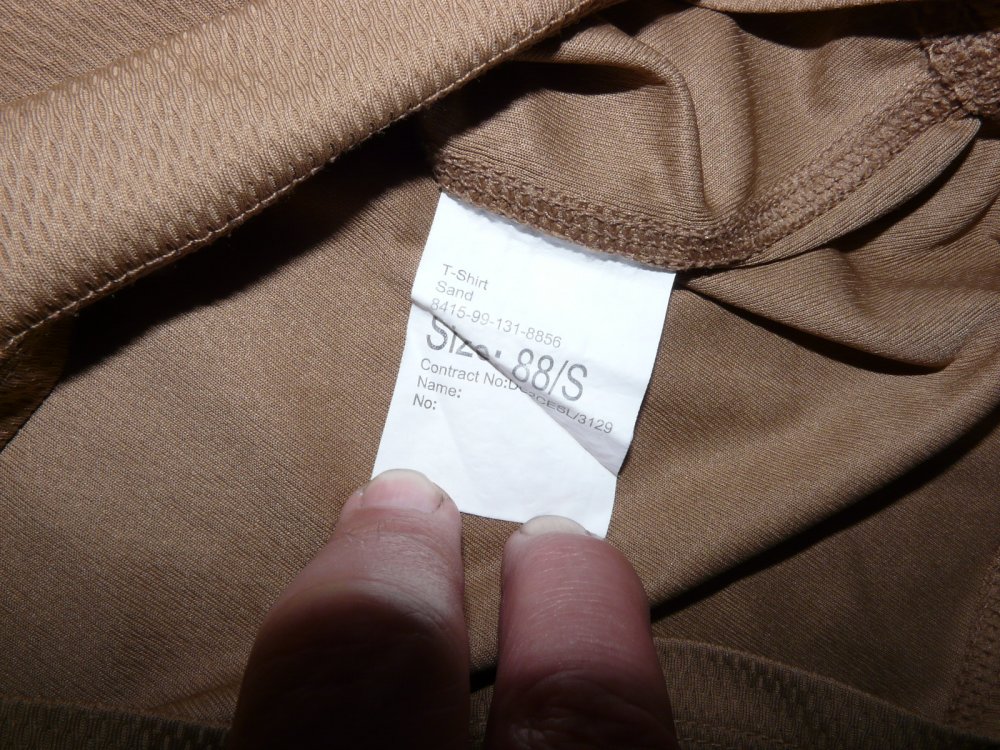 T-Shirt
Sand
8415-99-131-8856
Size: 88/S
Contract No:
Name:
No: